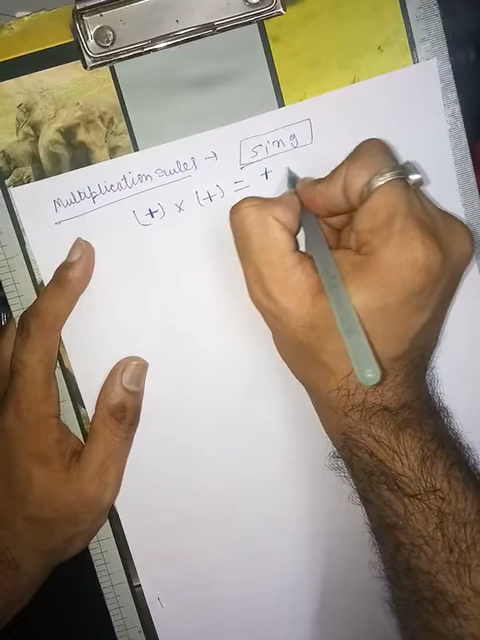 Multiplication rules → sing
(+) × (+) = +